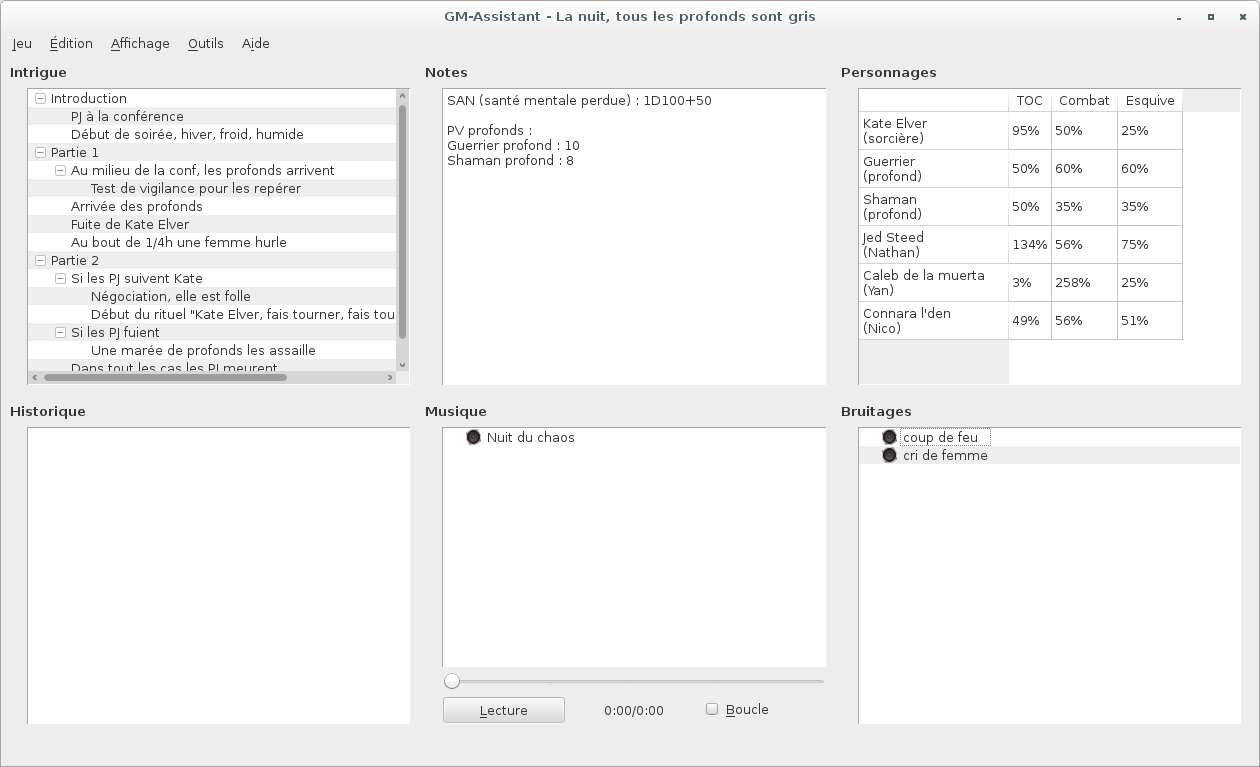 GM-Assistant - La nuit, tous les profonds sont gris
Jeu Édition Affichage Outils Aide
Intrigue
Introduction
PJ à la conférence
Début de soirée, hiver, froid, humide
Partie 1
Au milieu de la conf, les profonds arrivent
Test de vigilance pour les repérer
Arrivée des profonds
Fuite de Kate Elver
Au bout de 1/4h une femme hurle
Partie 2
Si les PJ suivent Kate
Négociation, elle est folle
Début du rituel "Kate Elver, fais tourner, fais tou
Si les PJ fuient
Une marée de profonds les assaille
Dans tout les cas les PJ meurent
Notes
SAN (santé mentale perdue) : 1D100+50
PV profonds :
Guerrier profond : 10
Shaman profond : 8
Personnages
TOC Combat Esquive
Kate Elver
(sorcière) 95% 50% 25%
Guerrier
(profond) 50% 60% 60%
Shaman
(profond) 50% 35% 35%
Jed Steed
(Nathan) 134% 56% 75%
Caleb de la muerta
(Yan) 3% 258% 25%
Connara l'den
(Nico) 49% 56% 51%
Historique
Musique
Nuit du chaos
Lecture 0:00/0:00 Boucle
Bruitages
coup de feu
cri de femme